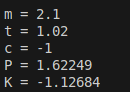 m = 2.1
t = 1.02
c = -1
P = 1.62249
K = -1.12684